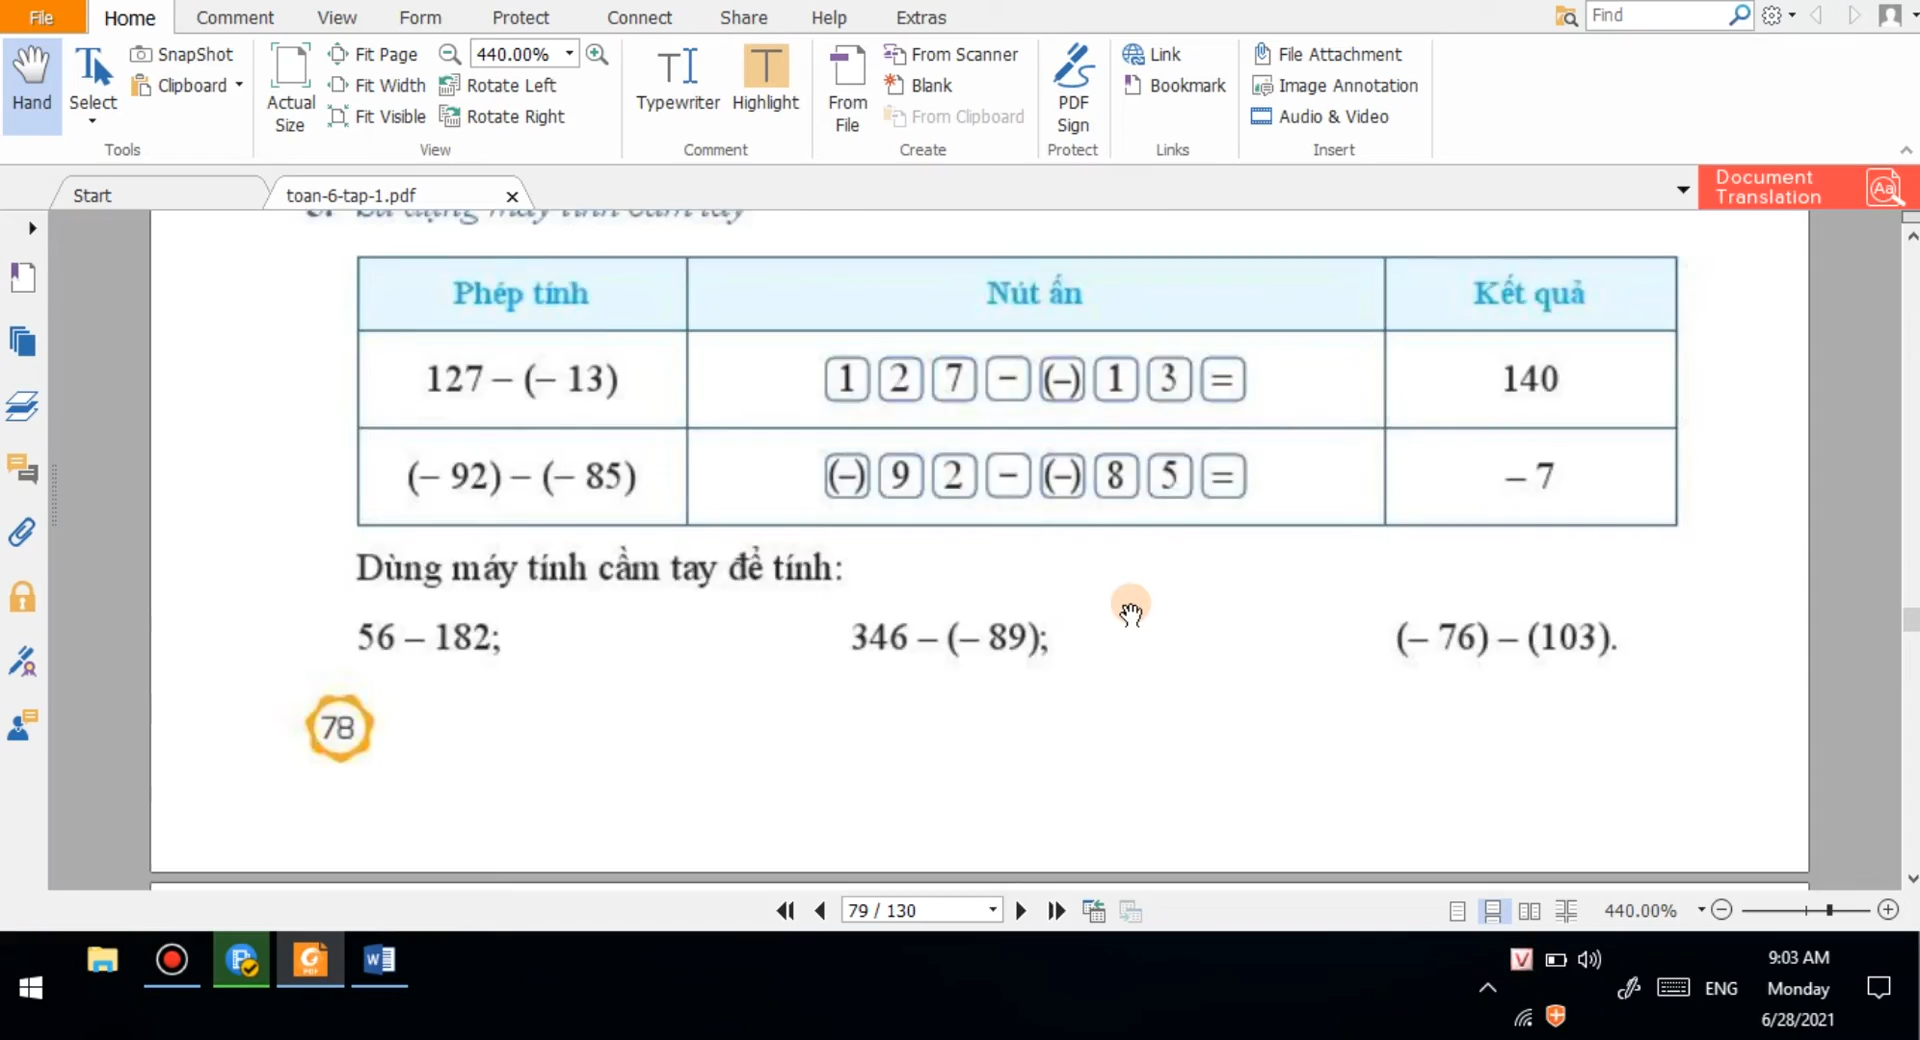 File Home Comment View Form Protect Connect Share Help Extras Find
Hand Select SnapShot Clipboard Tools
Actual Size Fit Page Fit Width Fit Visible 440.00% Rotate Left Rotate Right View
Typewriter Highlight Comment
From File From Scanner Blank From Clipboard Create
PDF Sign Protect
Link Bookmark Links
File Attachment Image Annotation Audio & Video Insert
Start toan-6-tap-1.pdf Document Translation
Phép tính Nút ấn Kết quả
127 – (– 13) 1 2 7 – (–) 1 3 = 140
(– 92) – (– 85) (–) 9 2 – (–) 8 5 = – 7
Dùng máy tính cầm tay để tính:
56 – 182; 346 – (– 89); (– 76) – (103).
78
79 / 130 440.00%
9:03 AM
ENG Monday
6/28/2021